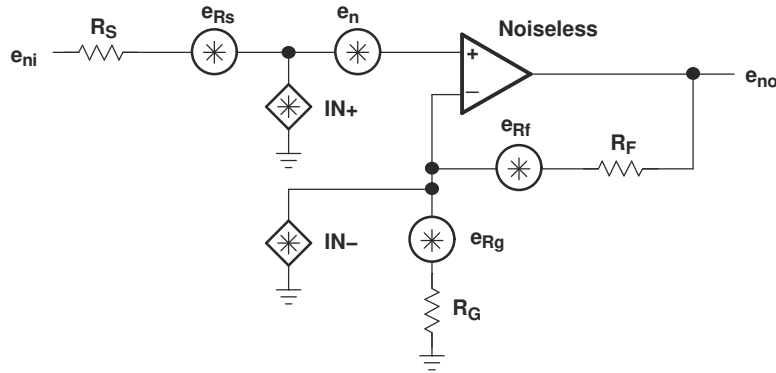 e_Rs
e_n
Noiseless
R_S
e_ni
+
e_no
IN+
−
e_Rf
R_F
IN−
e_Rg
R_G